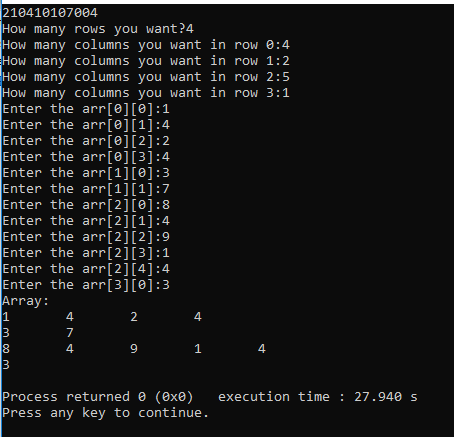 210410107004
How many rows you want?4
How many columns you want in row 0:4
How many columns you want in row 1:2
How many columns you want in row 2:5
How many columns you want in row 3:1
Enter the arr[0][0]:1
Enter the arr[0][1]:4
Enter the arr[0][2]:2
Enter the arr[0][3]:4
Enter the arr[1][0]:3
Enter the arr[1][1]:7
Enter the arr[2][0]:8
Enter the arr[2][1]:4
Enter the arr[2][2]:9
Enter the arr[2][3]:1
Enter the arr[2][4]:4
Enter the arr[3][0]:3
Array:
1       4       2       4
3       7
8       4       9       1       4
3
Process returned 0 (0x0)   execution time : 27.940 s
Press any key to continue.